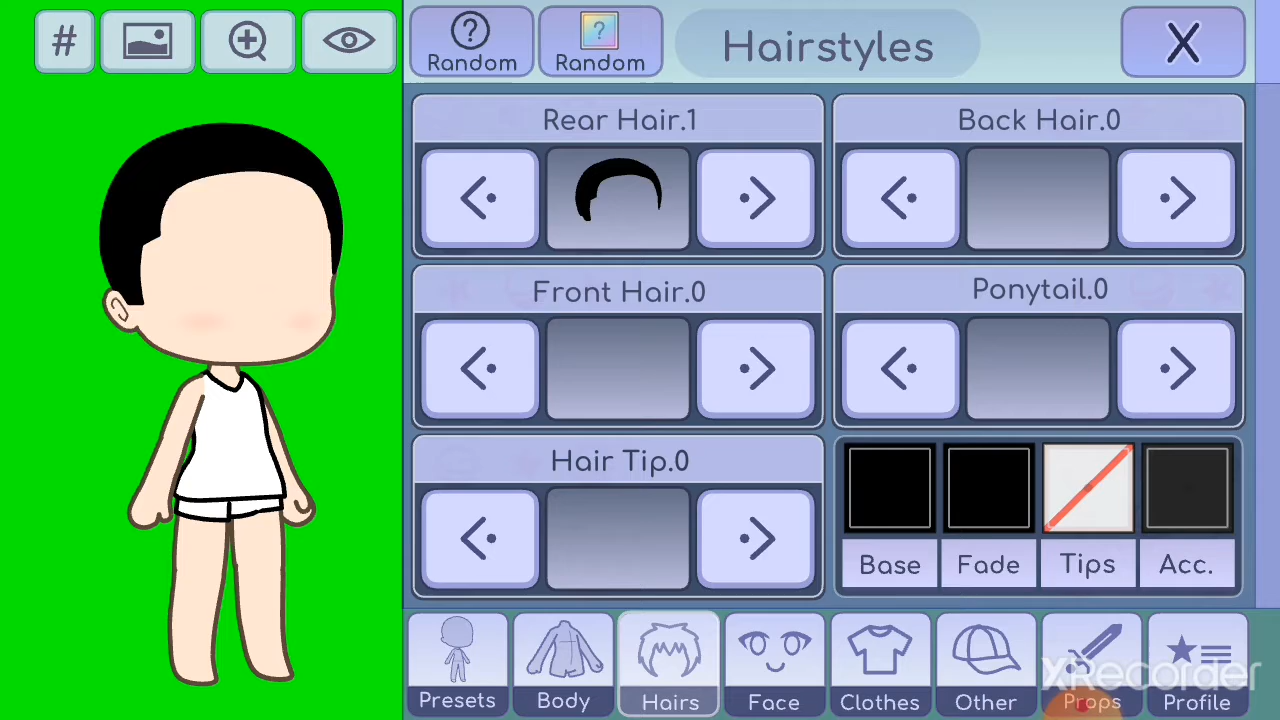 #
?
Random
?
Random
Hairstyles
X
Rear Hair.1
Back Hair.0
Front Hair.0
Ponytail.0
Hair Tip.0
Base
Fade
Tips
Acc.
Presets
Body
Hairs
Face
Clothes
Other
Props
Profile
XRecorder